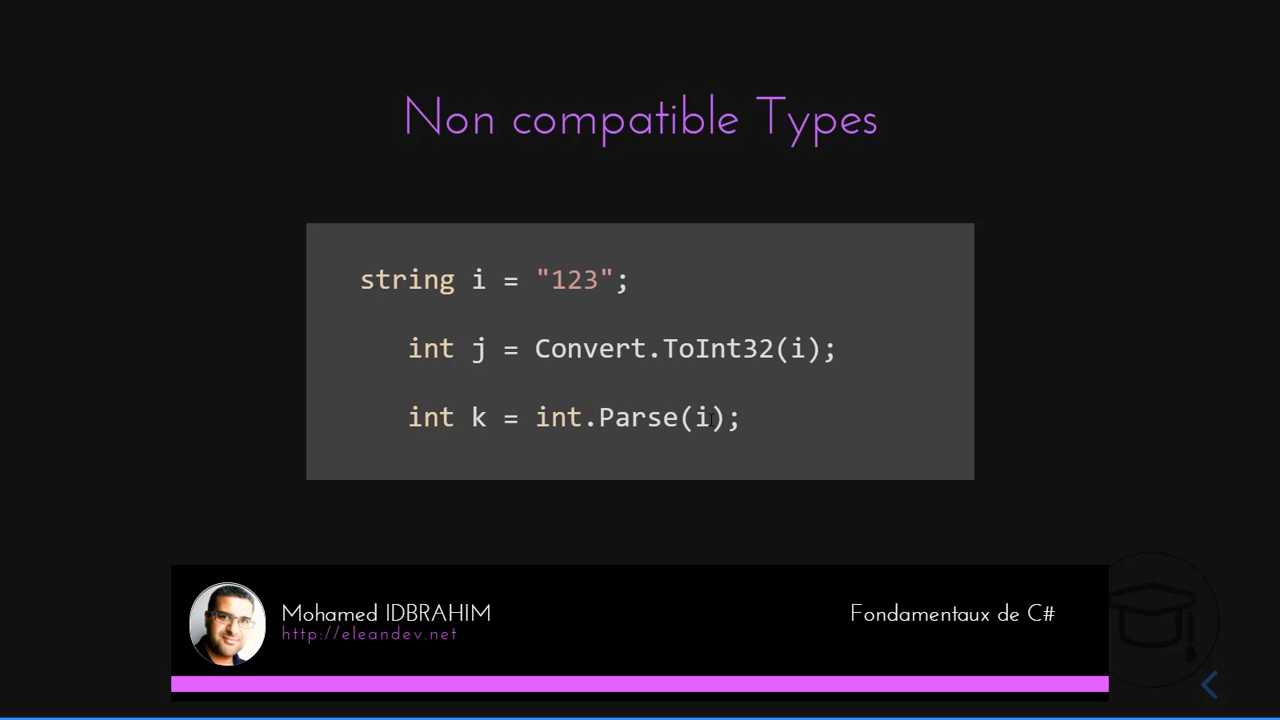 Non compatible Types
string i = "123";
int j = Convert.ToInt32(i);
int k = int.Parse(i);
Mohamed IDBRAHIM
http://eleandev.net
Fondamentaux de C#